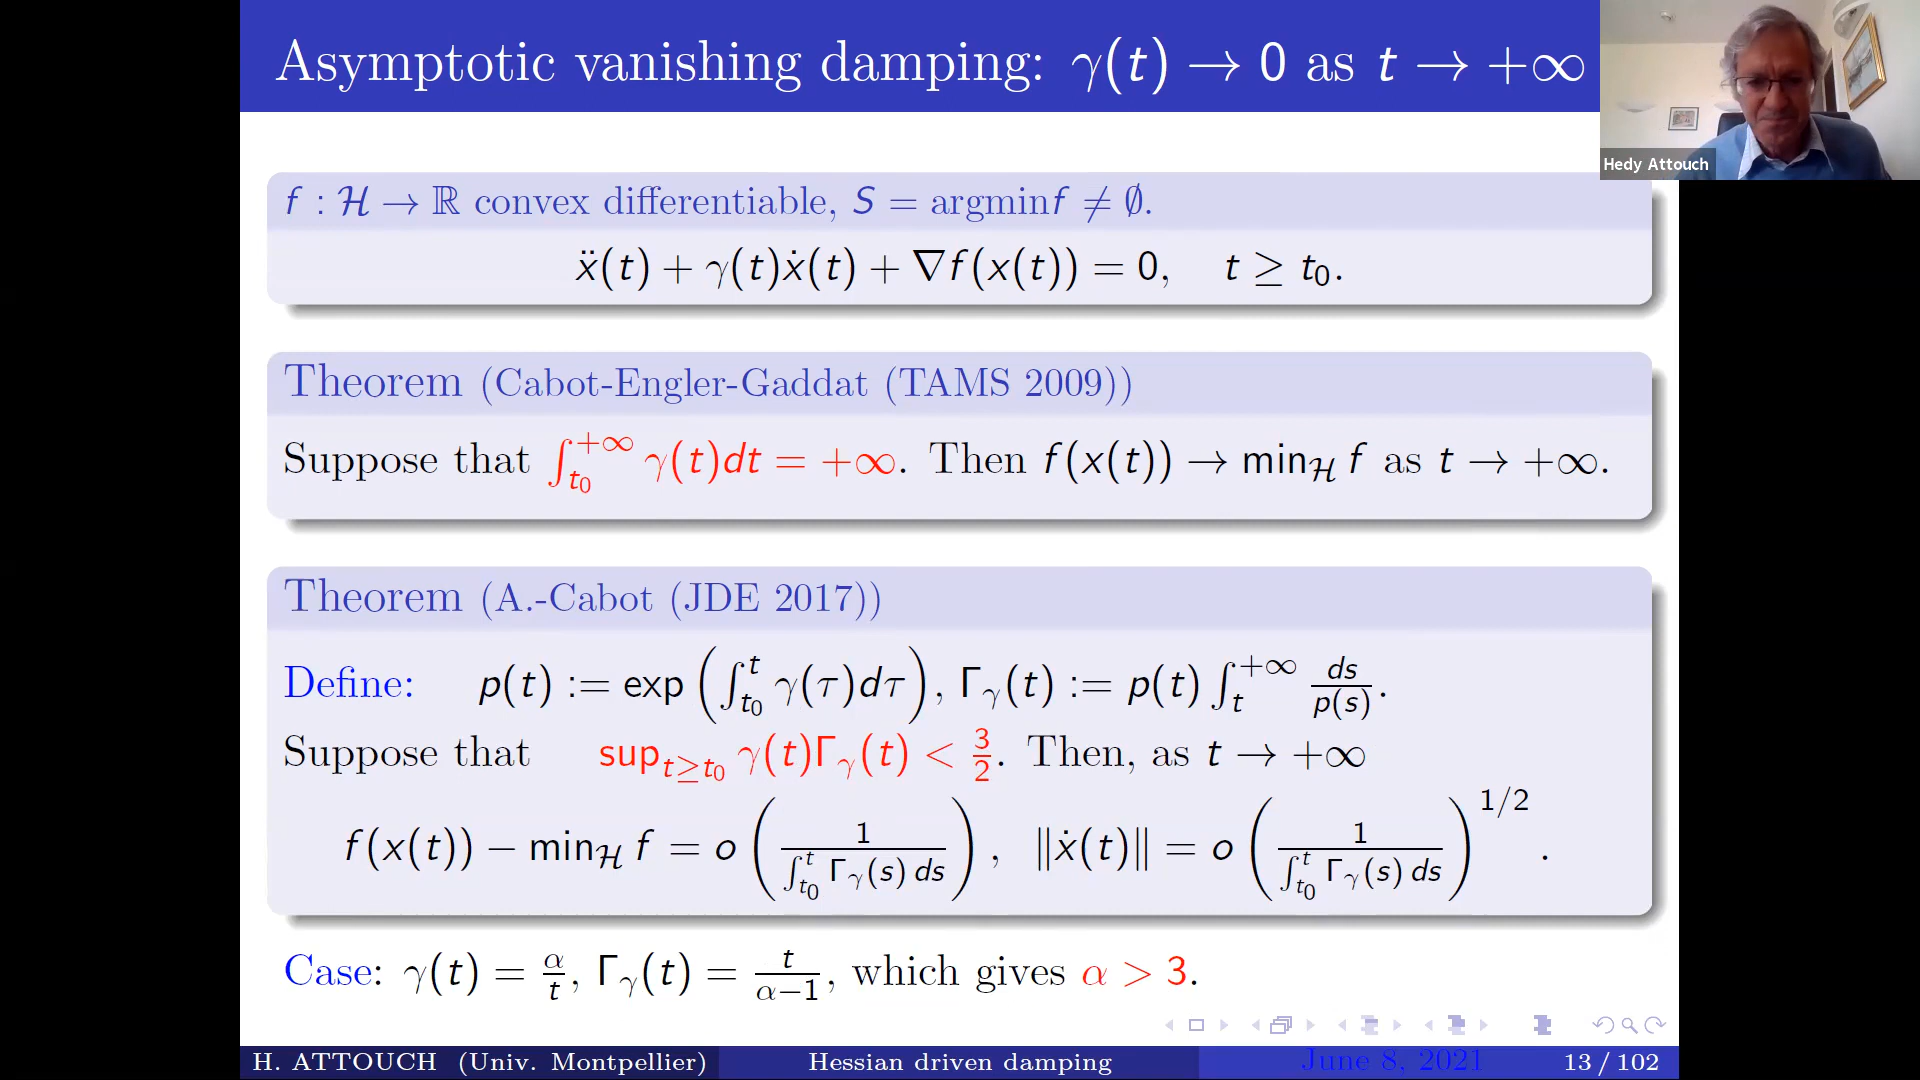 Asymptotic vanishing damping: γ(t) → 0 as t → +∞
Hedy Attouch
f : ℋ → ℝ convex differentiable, S = argminf ≠ ∅.
ẍ(t) + γ(t)ẋ(t) + ∇f(x(t)) = 0, t ≥ t₀.
Theorem (Cabot-Engler-Gaddat (TAMS 2009))
Suppose that ∫_{t₀}^{+∞} γ(t)dt = +∞. Then f(x(t)) → min_ℋ f as t → +∞.
Theorem (A.-Cabot (JDE 2017))
Define: p(t) := exp(∫_{t₀}^{t} γ(τ)dτ), Γ_γ(t) := p(t) ∫_{t}^{+∞} ds/p(s).
Suppose that sup_{t≥t₀} γ(t)Γ_γ(t) < 3/2. Then, as t → +∞
f(x(t)) − min_ℋ f = o(1/∫_{t₀}^{t} Γ_γ(s) ds), ‖ẋ(t)‖ = o(1/∫_{t₀}^{t} Γ_γ(s) ds)^{1/2}.
Case: γ(t) = α/t, Γ_γ(t) = t/(α−1), which gives α > 3.
H. ATTOUCH (Univ. Montpellier) Hessian driven damping June 8, 2021 13 / 102